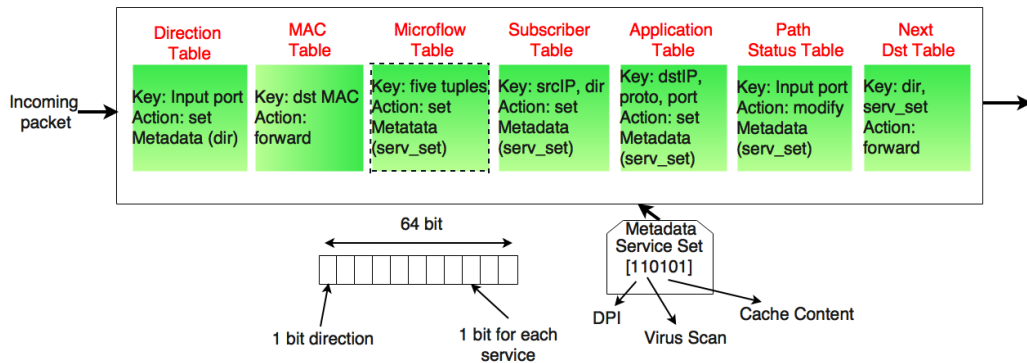 Direction
Table
MAC
Table
Microflow
Table
Subscriber
Table
Application
Table
Path
Status Table
Next
Dst Table
Incoming
packet
Key: Input port
Action: set
Metadata (dir)
Key: dst MAC
Action:
forward
Key: five tuples
Action: set
Metatata
(serv_set)
Key: srcIP, dir
Action: set
Metadata
(serv_set)
Key: dstIP,
proto, port
Action: set
Metadata
(serv_set)
Key: Input port
Action: modify
Metadata
(serv_set)
Key: dir,
serv_set
Action:
forward
64 bit
1 bit direction
1 bit for each
service
Metadata
Service Set
[110101]
DPI
Virus Scan
Cache Content